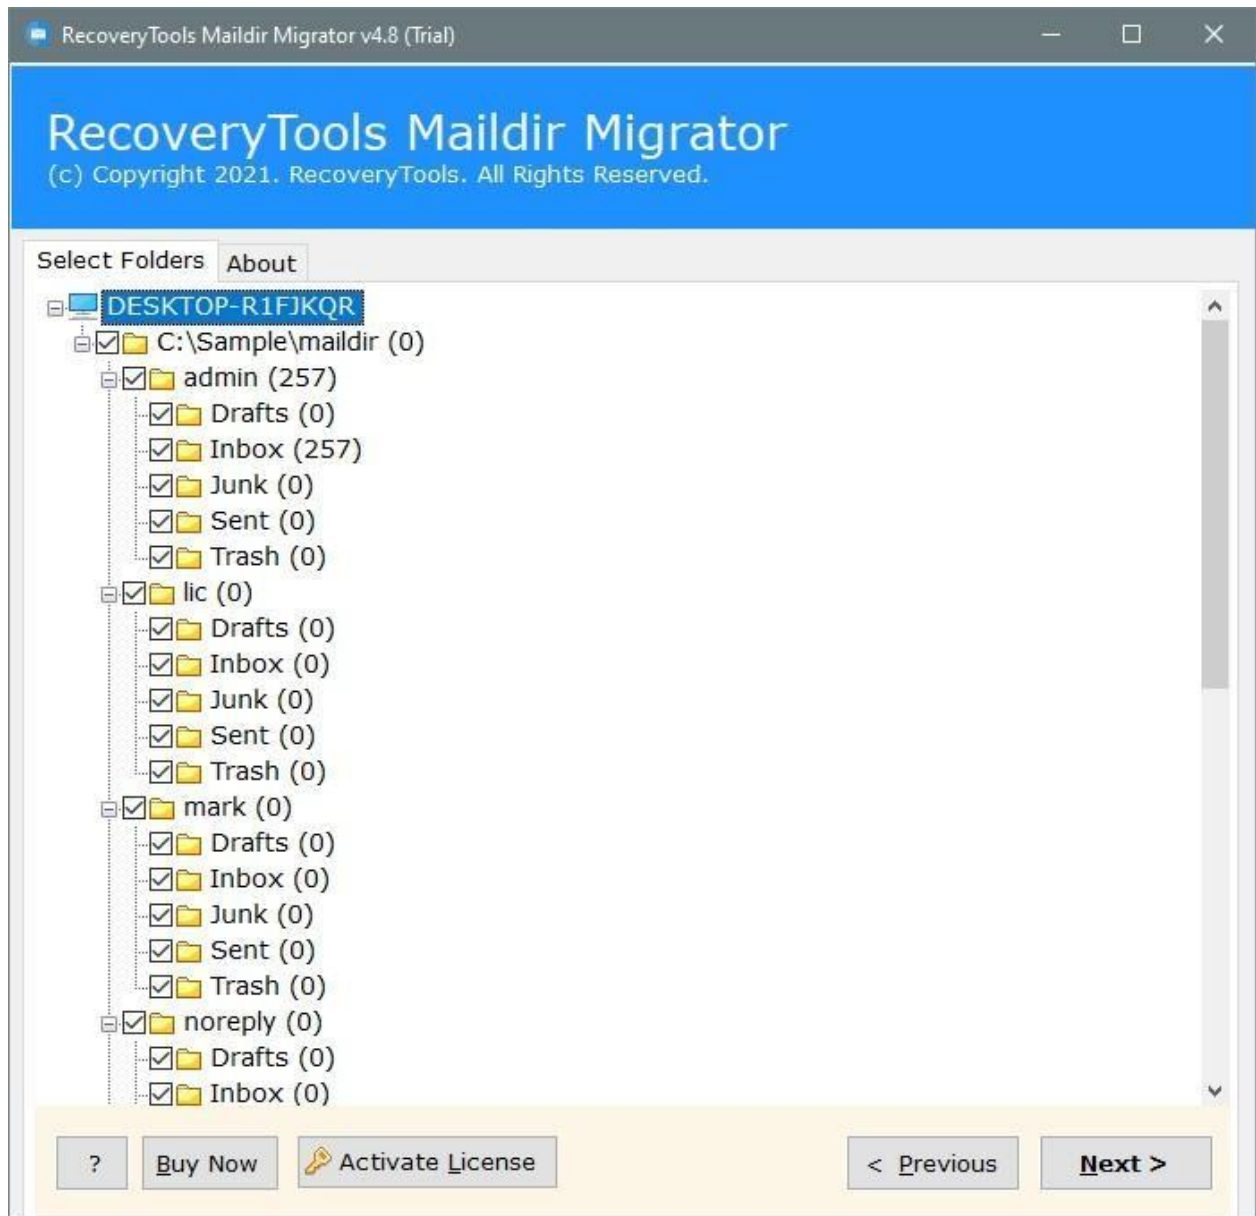 RecoveryTools Maildir Migrator v4.8 (Trial)
RecoveryTools Maildir Migrator
(c) Copyright 2021. RecoveryTools. All Rights Reserved.
Select Folders About
DESKTOP-R1FJKQR
C:\Sample\maildir (0)
admin (257)
Drafts (0)
Inbox (257)
Junk (0)
Sent (0)
Trash (0)
lic (0)
Drafts (0)
Inbox (0)
Junk (0)
Sent (0)
Trash (0)
mark (0)
Drafts (0)
Inbox (0)
Junk (0)
Sent (0)
Trash (0)
noreply (0)
Drafts (0)
Inbox (0)
? Buy Now Activate License < Previous Next >